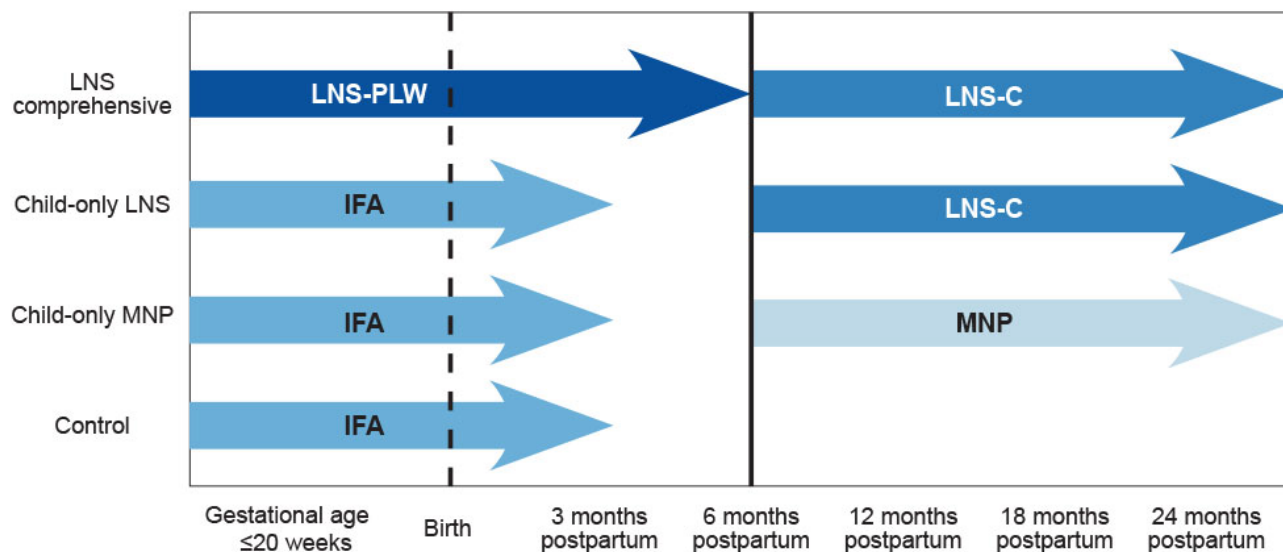 LNS
comprehensive
LNS-PLW
LNS-C
Child-only LNS
IFA
LNS-C
Child-only MNP
IFA
MNP
Control
IFA
Gestational age
≤20 weeks
Birth
3 months
postpartum
6 months
postpartum
12 months
postpartum
18 months
postpartum
24 months
postpartum